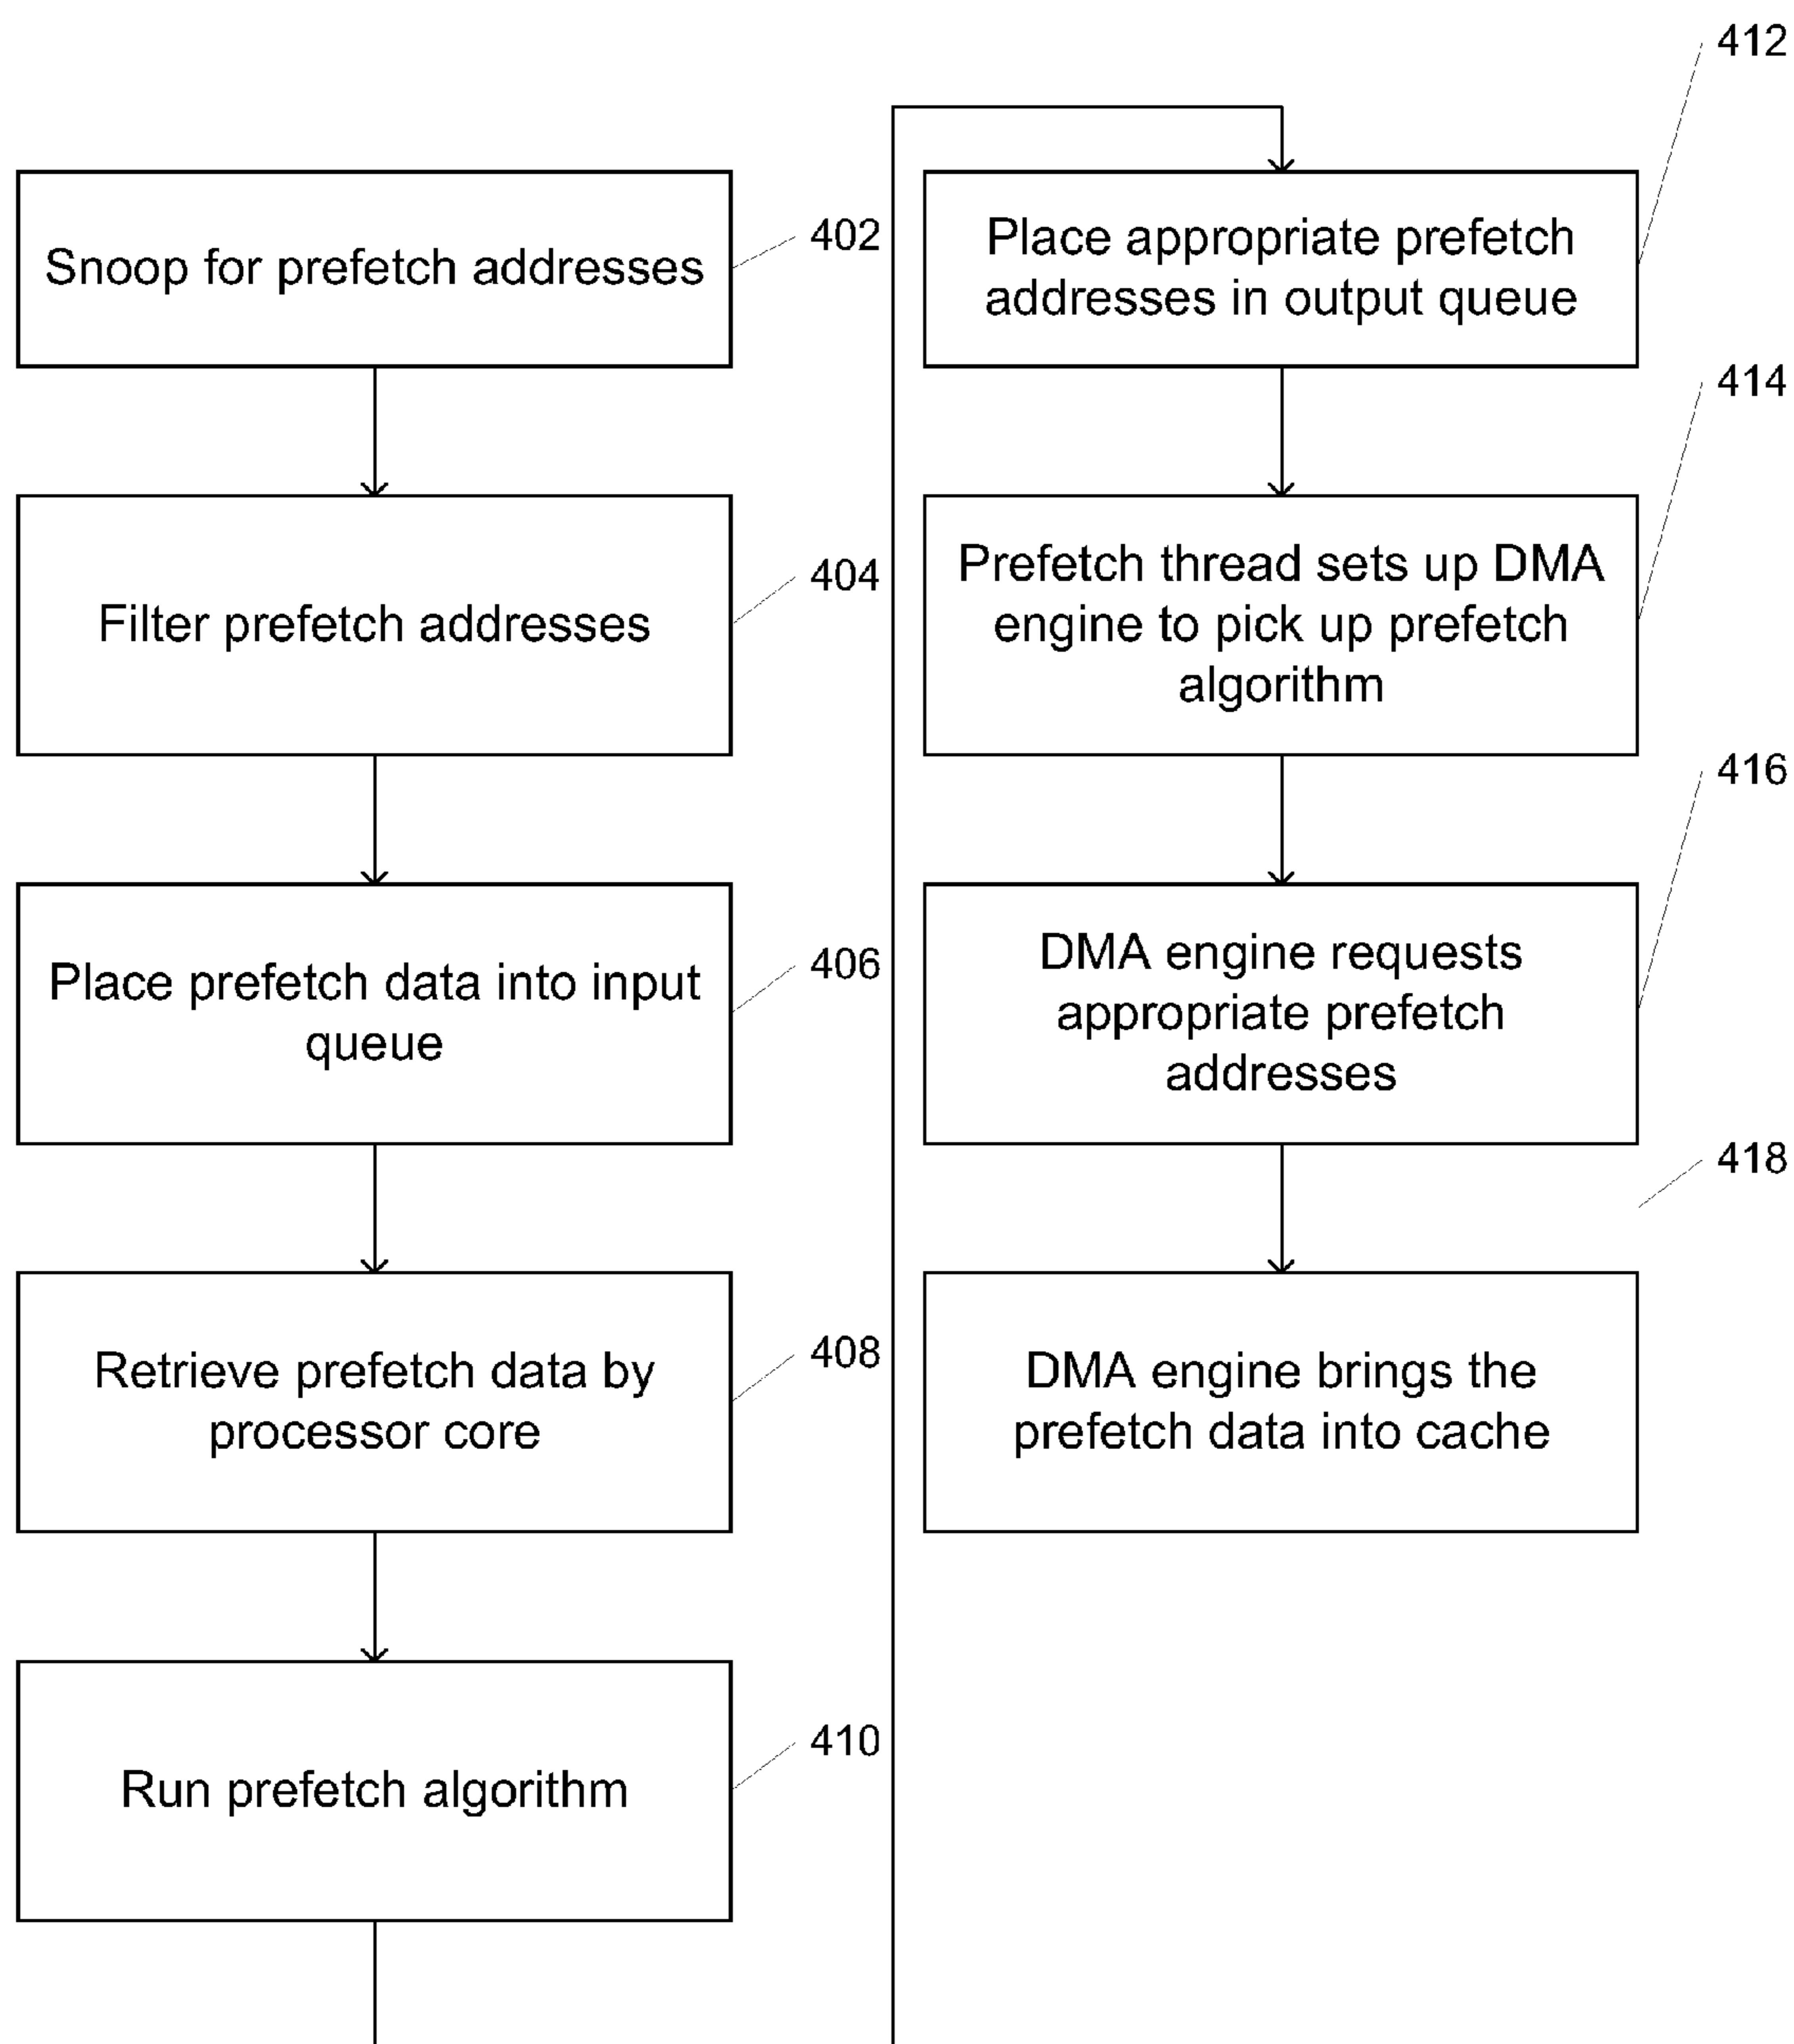 Snoop for prefetch addresses
402
Filter prefetch addresses
404
Place prefetch data into input
queue
406
Retrieve prefetch data by
processor core
408
Run prefetch algorithm
410
Place appropriate prefetch
addresses in output queue
412
Prefetch thread sets up DMA
engine to pick up prefetch
algorithm
414
DMA engine requests
appropriate prefetch
addresses
416
DMA engine brings the
prefetch data into cache
418